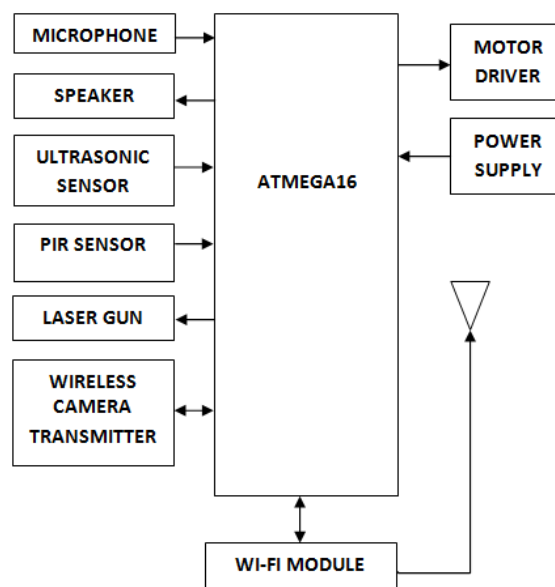 MICROPHONE
SPEAKER
ULTRASONIC
SENSOR
PIR SENSOR
LASER GUN
WIRELESS
CAMERA
TRANSMITTER
ATMEGA16
MOTOR
DRIVER
POWER
SUPPLY
WI-FI MODULE